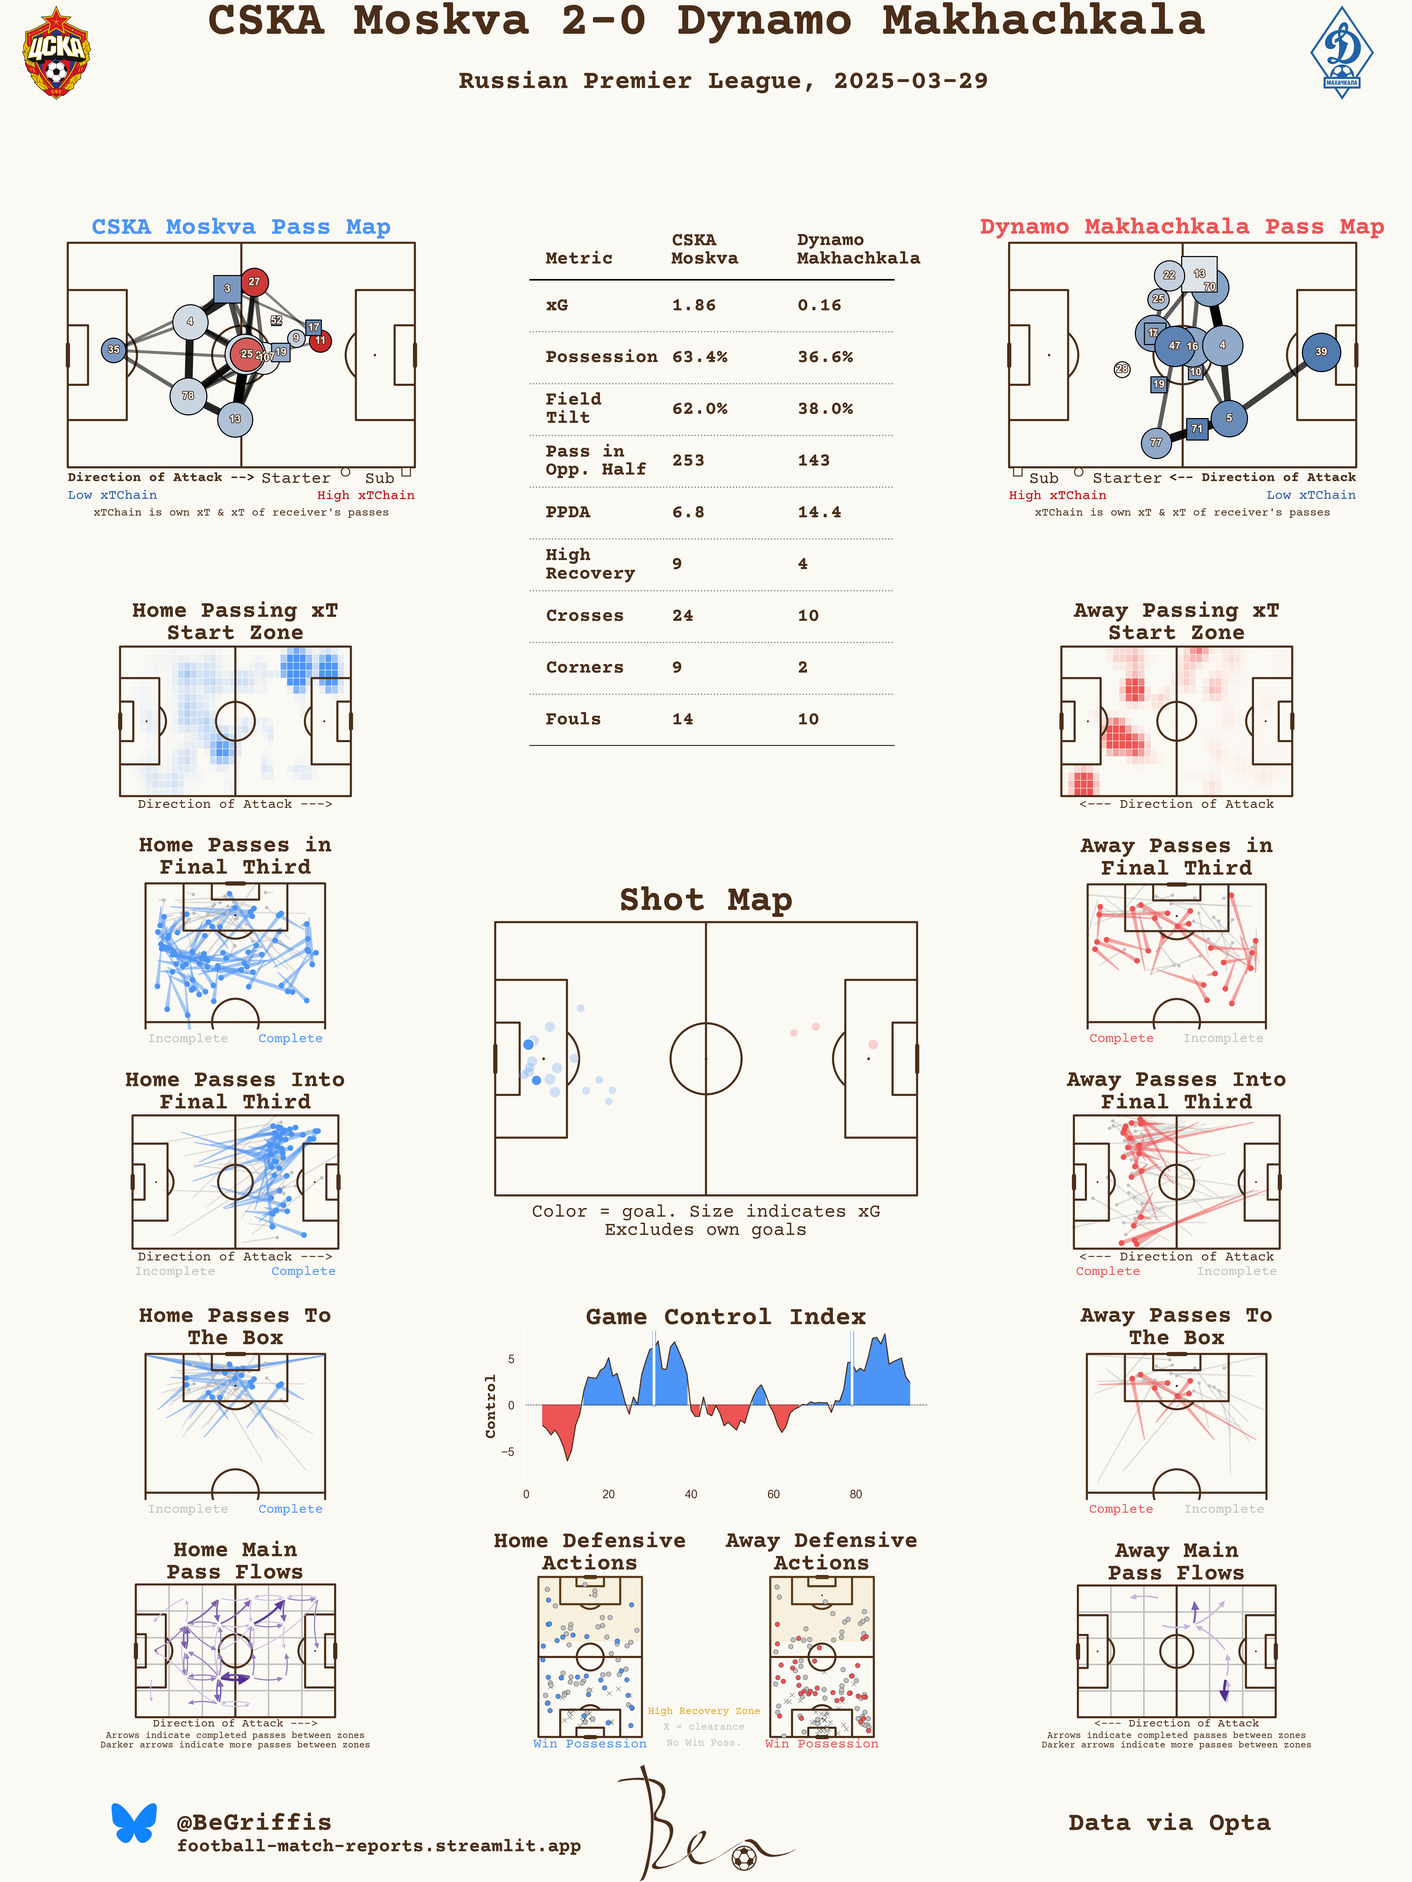 CSKA Moskva 2-0 Dynamo Makhachkala
Russian Premier League, 2025-03-29
ЦСКА
МАХАЧКАЛА
CSKA Moskva Pass Map
3
27
4
52
17
9
11
35
25
19
78
13
Direction of Attack --> Starter Sub
Low xTChain High xTChain
xTChain is own xT & xT of receiver's passes
Metric CSKA Moskva Dynamo Makhachkala
xG 1.86 0.16
Possession 63.4% 36.6%
Field Tilt 62.0% 38.0%
Pass in Opp. Half 253 143
PPDA 6.8 14.4
High Recovery 9 4
Crosses 24 10
Corners 9 2
Fouls 14 10
Dynamo Makhachkala Pass Map
22
13
70
25
17
47
16
4
39
28
10
19
5
71
77
Sub Starter <-- Direction of Attack
High xTChain Low xTChain
xTChain is own xT & xT of receiver's passes
Home Passing xT
Start Zone
Direction of Attack --->
Away Passing xT
Start Zone
<--- Direction of Attack
Home Passes in
Final Third
Incomplete Complete
Away Passes in
Final Third
Complete Incomplete
Shot Map
Color = goal. Size indicates xG
Excludes own goals
Home Passes Into
Final Third
Direction of Attack --->
Incomplete Complete
Away Passes Into
Final Third
<--- Direction of Attack
Complete Incomplete
Home Passes To
The Box
Incomplete Complete
Game Control Index
Control
5
0
−5
0 20 40 60 80
Away Passes To
The Box
Complete Incomplete
Home Main
Pass Flows
Direction of Attack --->
Arrows indicate completed passes between zones
Darker arrows indicate more passes between zones
Home Defensive
Actions
Win Possession
Away Defensive
Actions
Win Possession
High Recovery Zone
X = clearance
No Win Poss.
Away Main
Pass Flows
<--- Direction of Attack
Arrows indicate completed passes between zones
Darker arrows indicate more passes between zones
@BeGriffis
football-match-reports.streamlit.app
Ben
Data via Opta